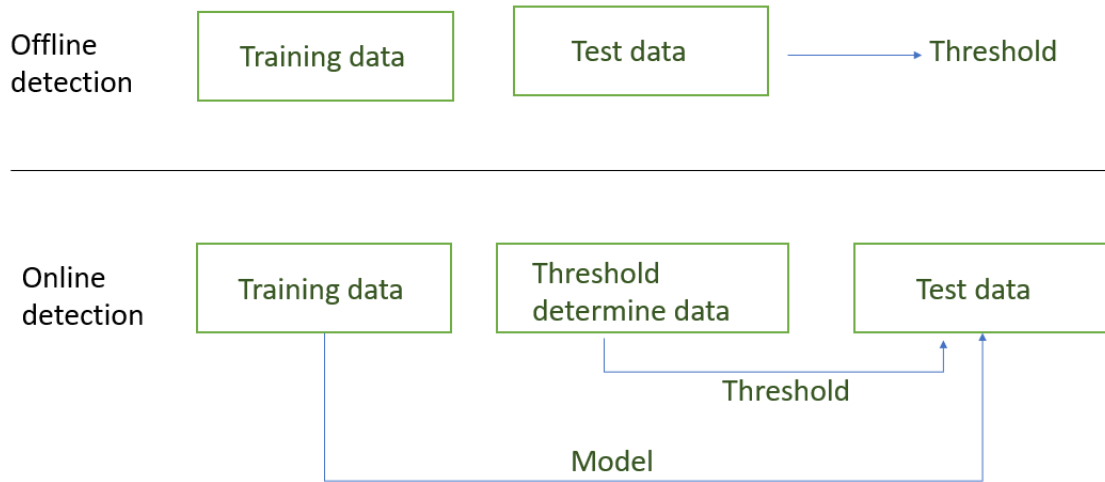 Offline
detection
Training data
Test data
Threshold
Online
detection
Training data
Threshold
determine data
Test data
Threshold
Model